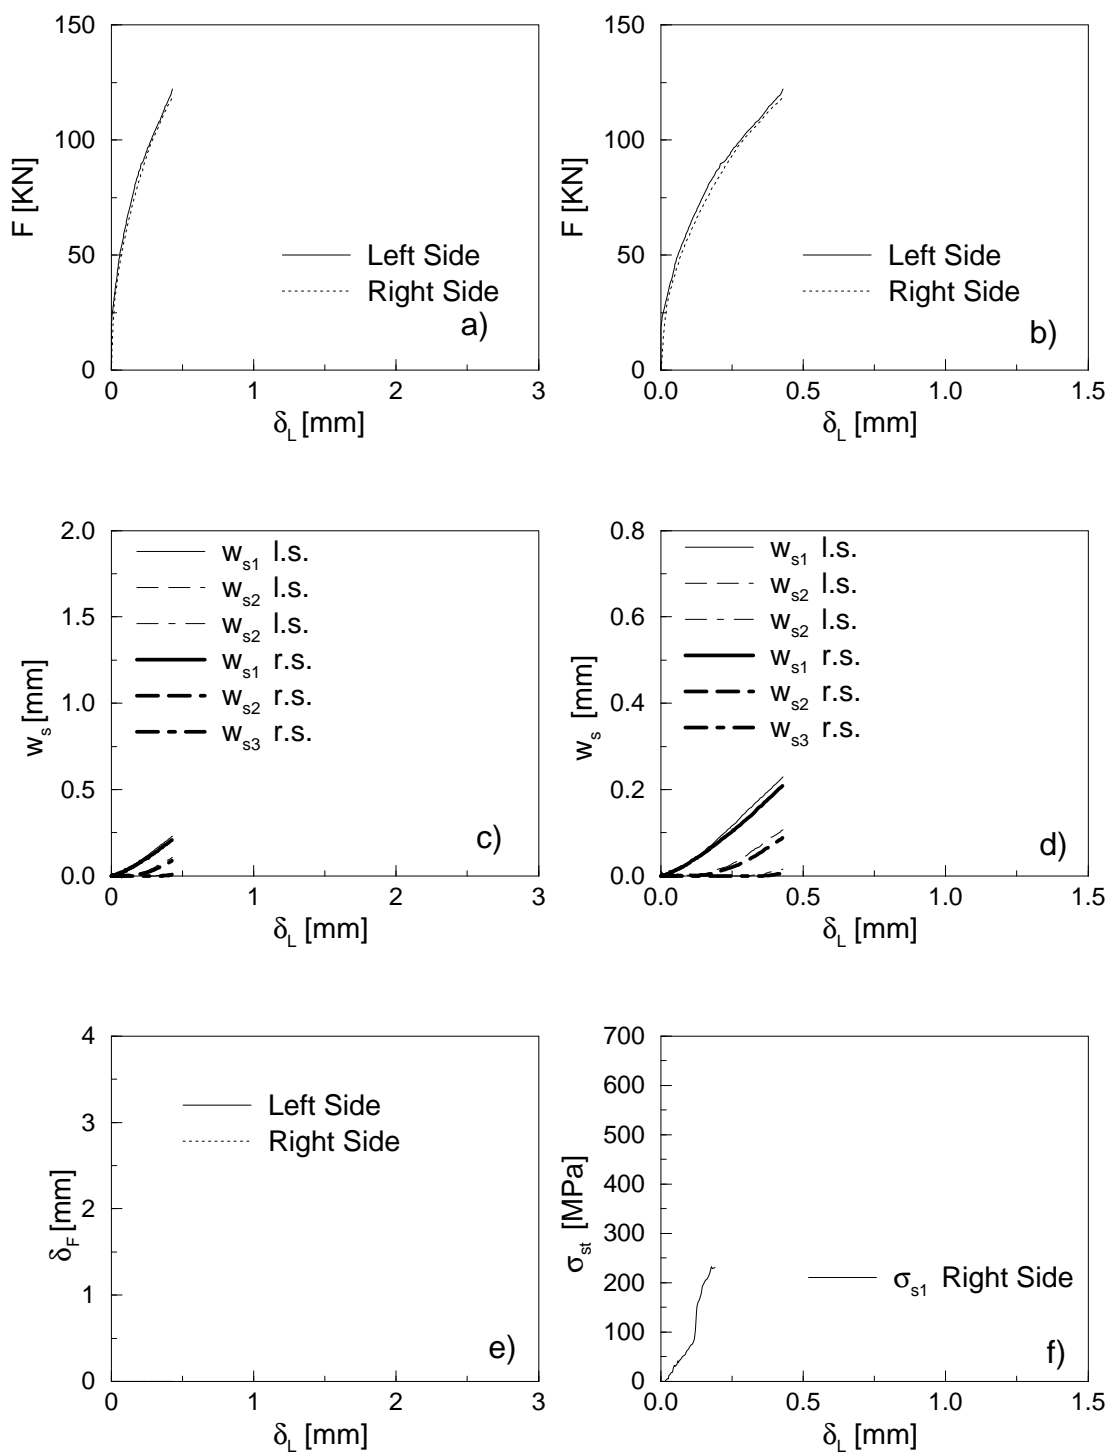 150
100
50
0
F [KN]
Left Side
Right Side
a)
0 1 2 3
δL [mm]
150
100
50
0
F [KN]
Left Side
Right Side
b)
0.0 0.5 1.0 1.5
δL [mm]
2.0
1.5
1.0
0.5
0.0
ws [mm]
ws1 l.s.
ws2 l.s.
ws2 l.s.
ws1 r.s.
ws2 r.s.
ws3 r.s.
c)
0 1 2 3
δL [mm]
0.8
0.6
0.4
0.2
0.0
ws [mm]
ws1 l.s.
ws2 l.s.
ws2 l.s.
ws1 r.s.
ws2 r.s.
ws3 r.s.
d)
0.0 0.5 1.0 1.5
δL [mm]
4
3
2
1
0
δF [mm]
Left Side
Right Side
e)
0 1 2 3
δL [mm]
700
600
500
400
300
200
100
0
σst [MPa]
σs1 Right Side
f)
0.0 0.5 1.0 1.5
δL [mm]